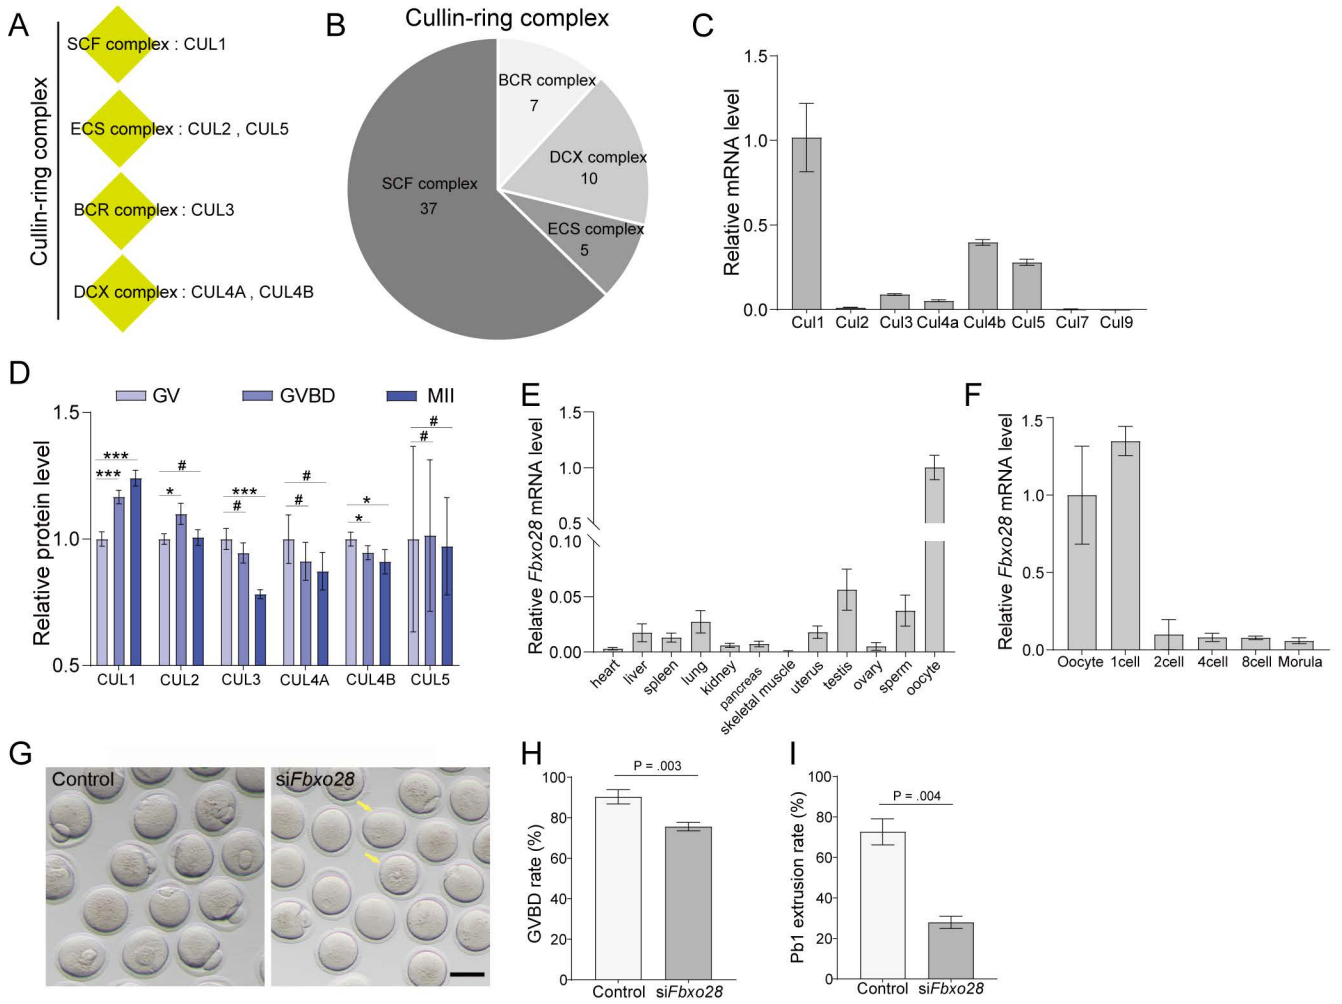 A
Cullin-ring complex
SCF complex : CUL1
ECS complex : CUL2 , CUL5
BCR complex : CUL3
DCX complex : CUL4A , CUL4B
B
Cullin-ring complex
BCR complex
7
DCX complex
10
ECS complex
5
SCF complex
37
C
Relative mRNA level
1.5
1.0
0.5
0.0
Cul1 Cul2 Cul3 Cul4a Cul4b Cul5 Cul7 Cul9
D
GV GVBD MII
Relative protein level
1.5
1.0
0.5
***
***
#
*
***
#
#
#
*
*
#
#
CUL1 CUL2 CUL3 CUL4A CUL4B CUL5
E
Relative Fbxo28 mRNA level
1.5
1.0
0.5
0.10
0.05
0.00
heart liver spleen lung kidney pancreas skeletal muscle uterus testis ovary sperm oocyte
F
Relative Fbxo28 mRNA level
1.5
1.0
0.5
0.0
Oocyte 1cell 2cell 4cell 8cell Morula
G
Control
siFbxo28
H
GVBD rate (%)
100
80
60
40
20
0
P = .003
Control siFbxo28
I
Pb1 extrusion rate (%)
100
80
60
40
20
0
P = .004
Control siFbxo28